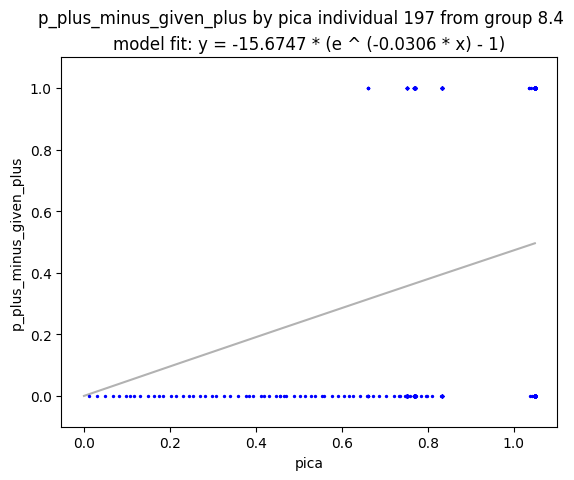 p_plus_minus_given_plus by pica individual 197 from group 8.4
model fit: y = -15.6747 * (e ^ (-0.0306 * x) - 1)
p_plus_minus_given_plus
1.0
0.8
0.6
0.4
0.2
0.0
0.0 0.2 0.4 0.6 0.8 1.0
pica